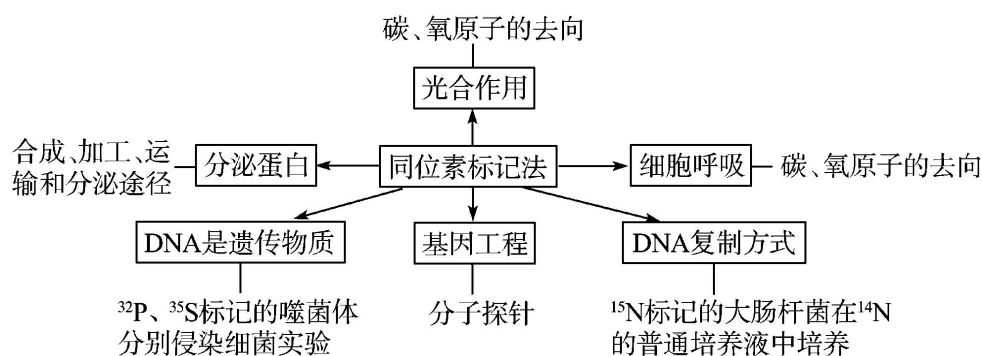 碳、氧原子的去向
光合作用
合成、加工、运
输和分泌途径
分泌蛋白
同位素标记法
细胞呼吸
碳、氧原子的去向
DNA是遗传物质
基因工程
DNA复制方式
³²P、³⁵S标记的噬菌体
分别侵染细菌实验
分子探针
¹⁵N标记的大肠杆菌在¹⁴N
的普通培养液中培养